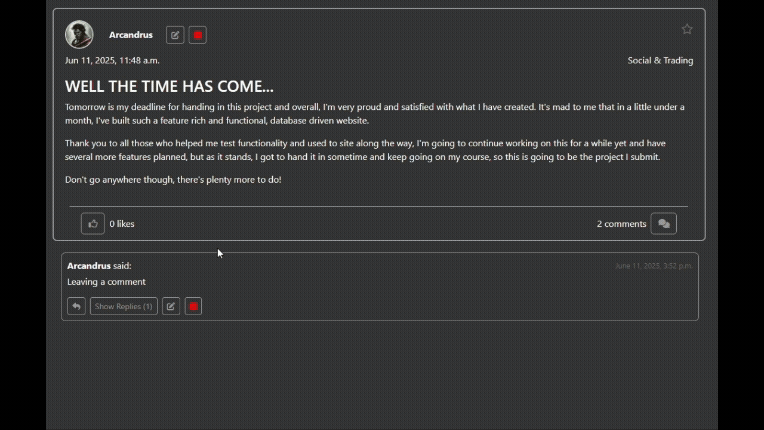 Arcandrus
Jun 11, 2025, 11:48 a.m.
Social & Trading
WELL THE TIME HAS COME...
Tomorrow is my deadline for handing in this project and overall, I'm very proud and satisfied with what I have created. It's mad to me that in a little under a
month, I've built such a feature rich and functional, database driven website.
Thank you to all those who helped me test functionality and used to site along the way, I'm going to continue working on this for a while yet and have
several more features planned, but as it stands, I got to hand it in sometime and keep going on my course, so this is going to be the project I submit.
Don't go anywhere though, there's plenty more to do!
0 likes
2 comments
Arcandrus said:
June 11, 2025, 3:52 p.m.
Leaving a comment
Show Replies (1)